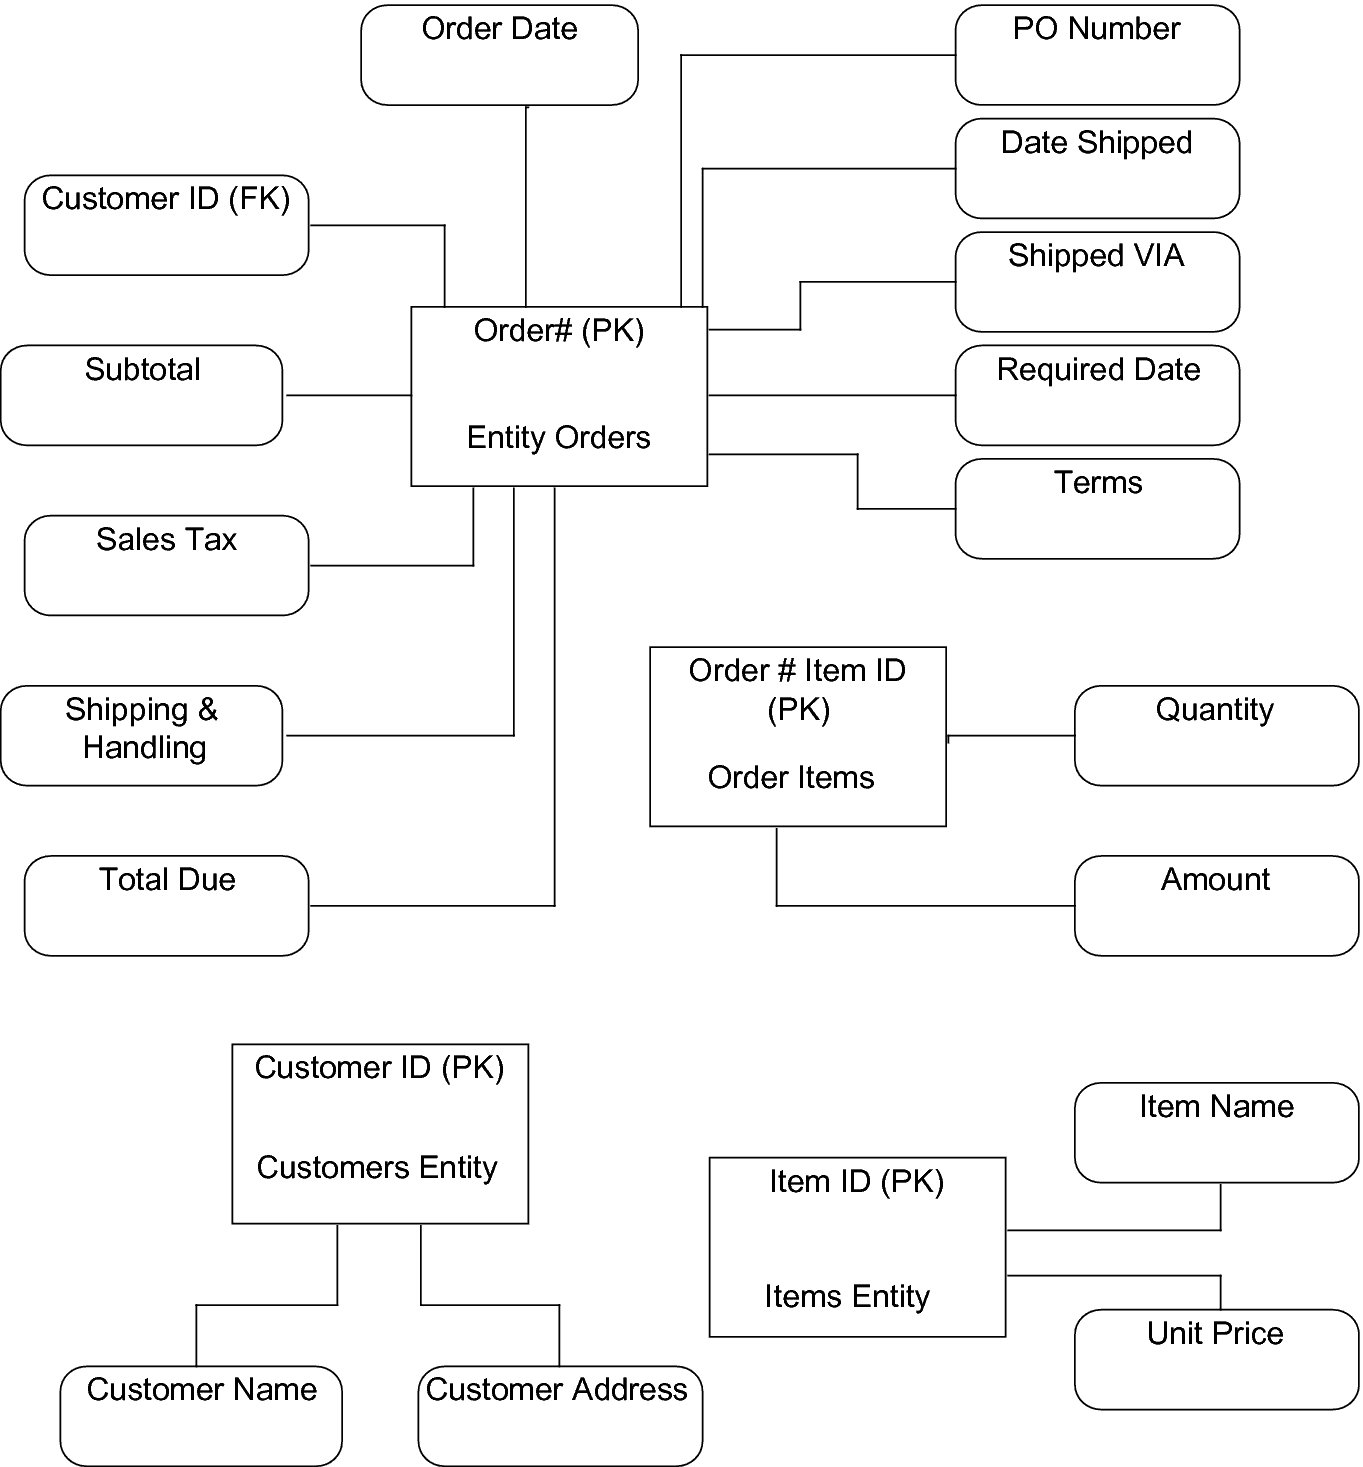 Order Date
PO Number
Date Shipped
Customer ID (FK)
Shipped VIA
Order# (PK)
Entity Orders
Subtotal
Required Date
Terms
Sales Tax
Order # Item ID
(PK)
Order Items
Shipping &
Handling
Quantity
Total Due
Amount
Customer ID (PK)
Customers Entity
Item Name
Item ID (PK)
Items Entity
Unit Price
Customer Name
Customer Address